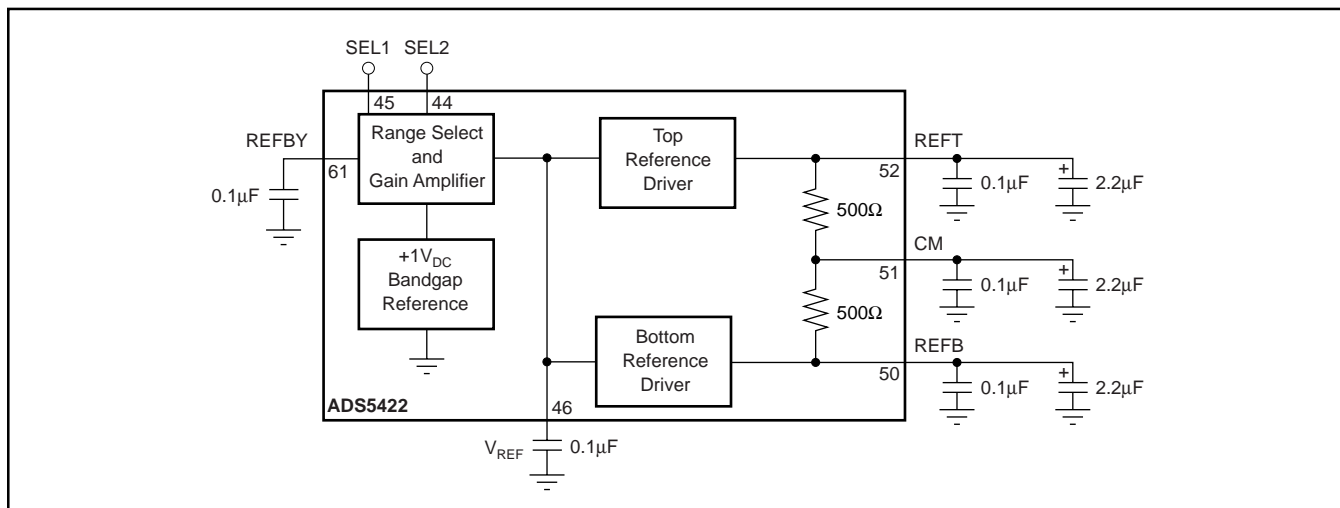 SEL1 SEL2
45 44
REFBY
61
0.1µF
Range Select
and
Gain Amplifier
+1VDC
Bandgap
Reference
Top
Reference
Driver
Bottom
Reference
Driver
500Ω
500Ω
REFT
52
0.1µF
+
2.2µF
CM
51
0.1µF
+
2.2µF
REFB
50
0.1µF
+
2.2µF
ADS5422
46
VREF
0.1µF